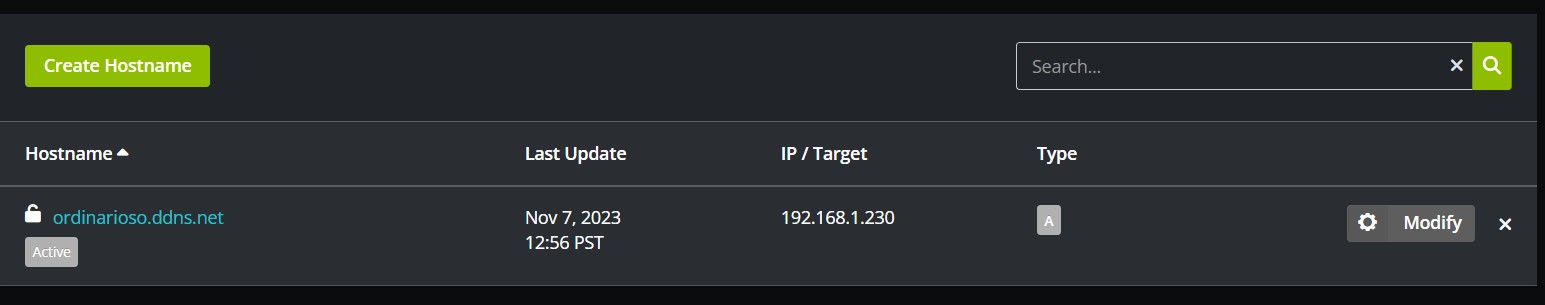 Create Hostname
Search...
Hostname
Last Update
IP / Target
Type
ordinarioso.ddns.net
Nov 7, 2023
192.168.1.230
A
Modify
12:56 PST
Active